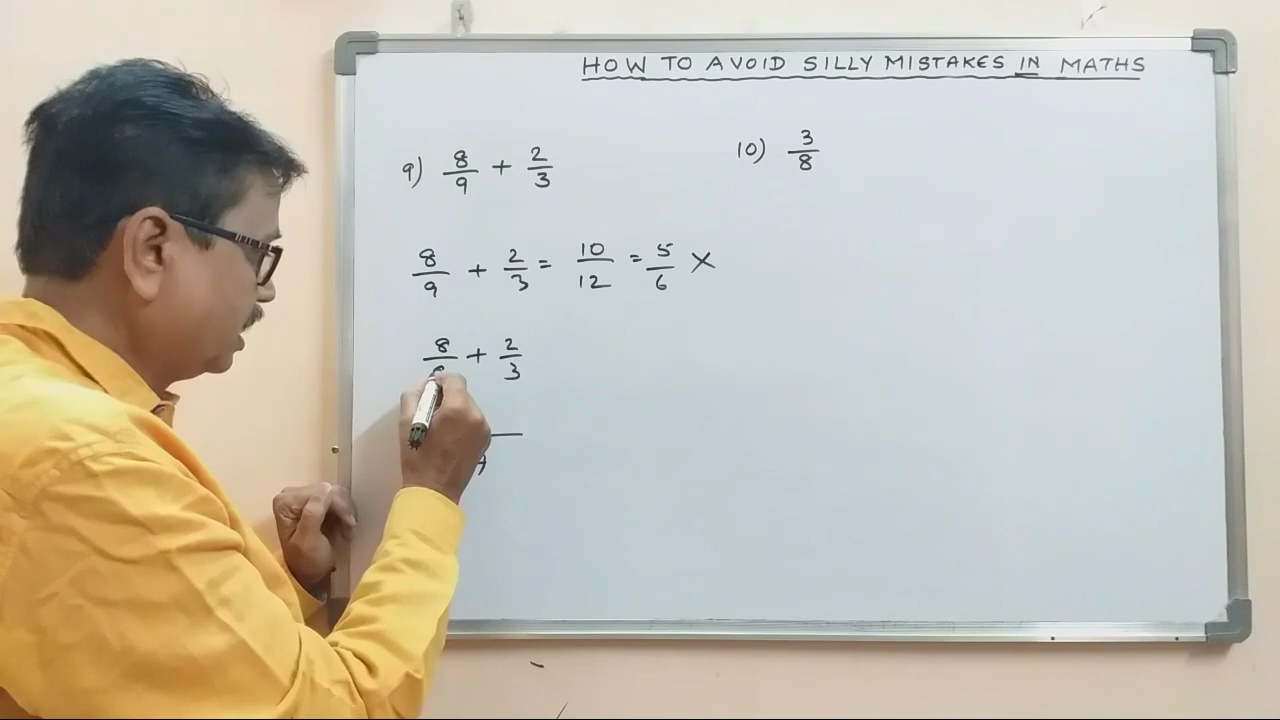 HOW TO AVOID SILLY MISTAKES IN MATHS
9) 8/9 + 2/3
10) 3/8
8/9 + 2/3 = 10/12 = 5/6 ×
8/9 + 2/3